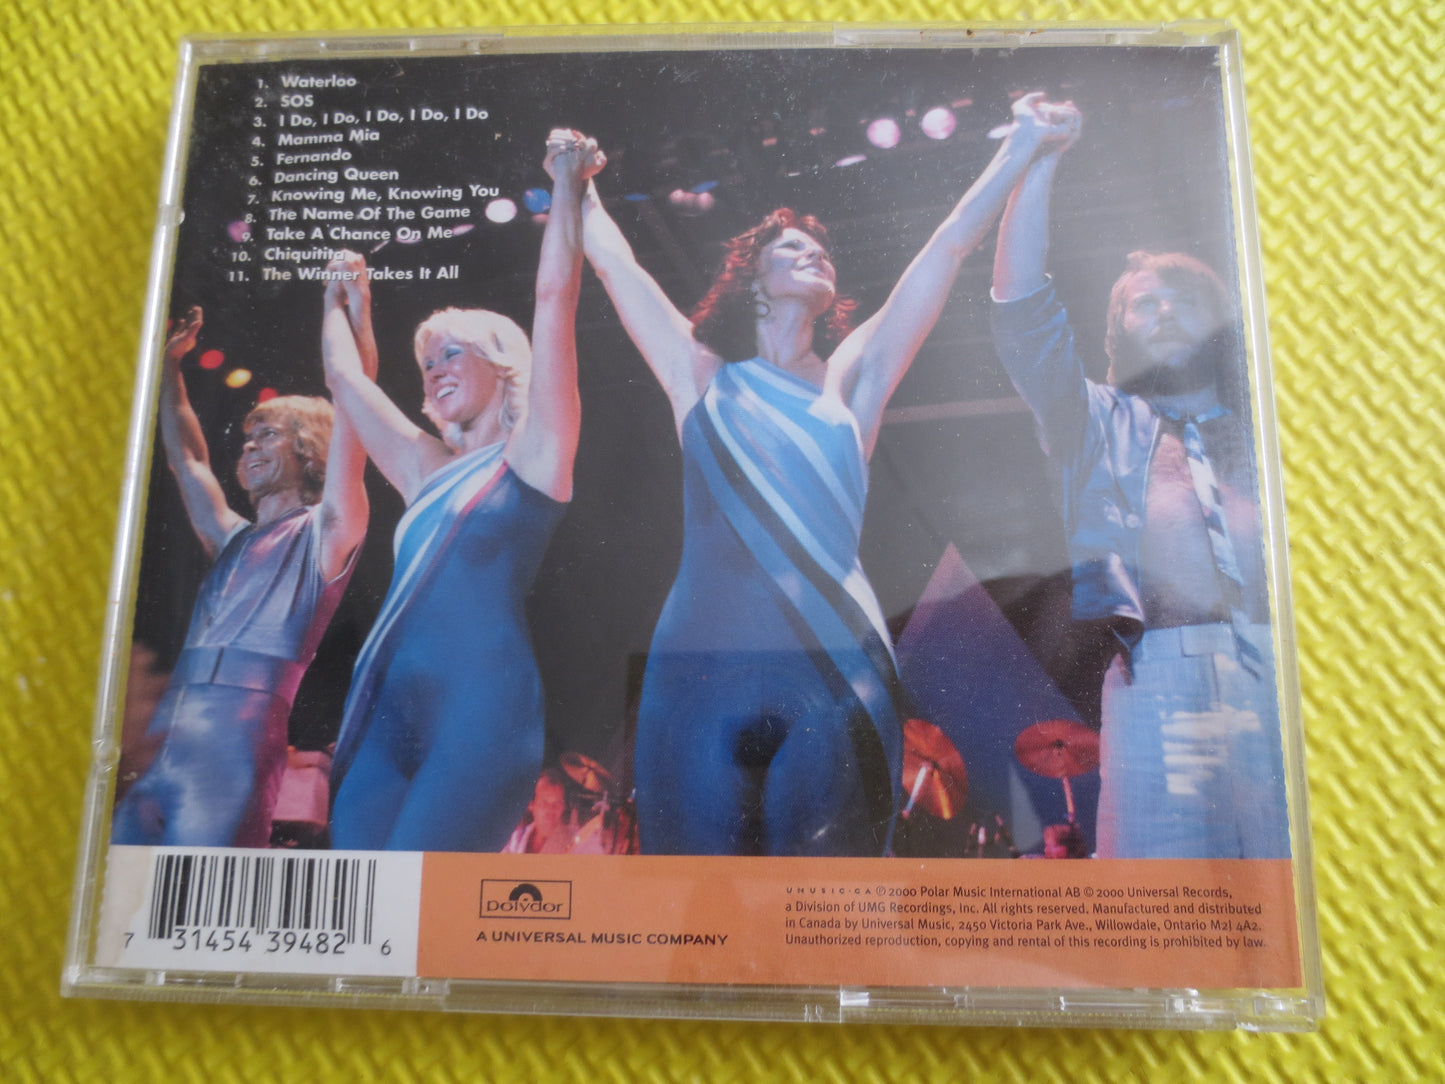 1. Waterloo
2. SOS
3. I Do, I Do, I Do, I Do, I Do
4. Mamma Mia
5. Fernando
6. Dancing Queen
7. Knowing Me, Knowing You
8. The Name Of The Game
9. Take A Chance On Me
10. Chiquitita
11. The Winner Takes It All
7 31454 39482 6
polydor
A UNIVERSAL MUSIC COMPANY
UMUSIC.CA ℗ 2000 Polar Music International AB © 2000 Universal Records,
a Division of UMG Recordings, Inc. All rights reserved. Manufactured and distributed
in Canada by Universal Music, 2450 Victoria Park Ave., Willowdale, Ontario M2J 4A2.
Unauthorized reproduction, copying and rental of this recording is prohibited by law.